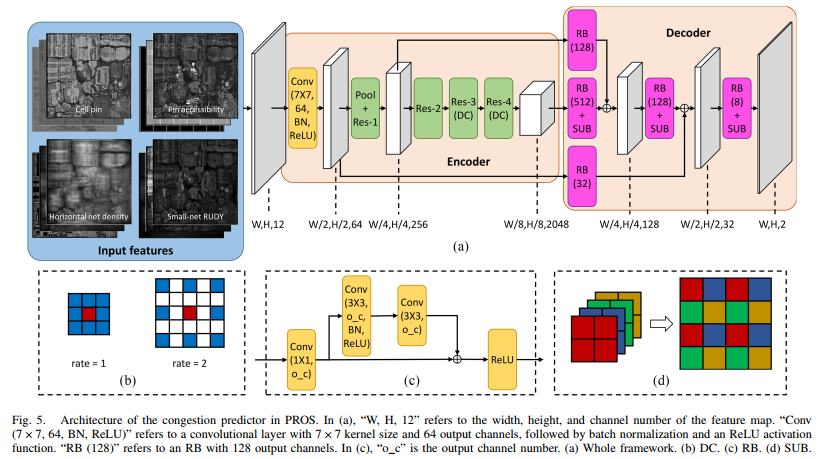 Cell pin
Pin accessibility
Horizontal net density
Small-net RUDY
Input features
Conv
(7X7,
64,
BN,
ReLU)
Pool
+
Res-1
Res-2
Res-3
(DC)
Res-4
(DC)
Encoder
RB
(128)
RB
(512)
+
SUB
RB
(32)
Decoder
RB
(128)
+
SUB
RB
(8)
+
SUB
W,H,12
W/2,H/2,64
W/4,H/4,256
W/8,H/8,2048
W/4,H/4,128
W/2,H/2,32
W,H,2
(a)
rate = 1
rate = 2
(b)
Conv
(1X1,
o_c)
Conv
(3X3,
o_c,
BN,
ReLU)
Conv
(3X3,
o_c)
ReLU
(c)
(d)
Fig. 5. Architecture of the congestion predictor in PROS. In (a), “W, H, 12” refers to the width, height, and channel number of the feature map. “Conv
(7 × 7, 64, BN, ReLU)” refers to a convolutional layer with 7 × 7 kernel size and 64 output channels, followed by batch normalization and an ReLU activation
function. “RB (128)” refers to an RB with 128 output channels. In (c), “o_c” is the output channel number. (a) Whole framework. (b) DC. (c) RB. (d) SUB.